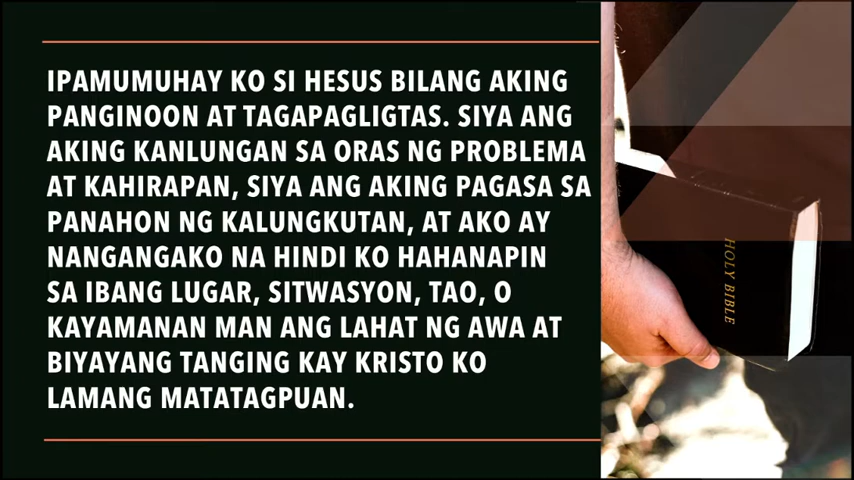 IPAMUMUHAY KO SI HESUS BILANG AKING
PANGINOON AT TAGAPAGLIGTAS. SIYA ANG
AKING KANLUNGAN SA ORAS NG PROBLEMA
AT KAHIRAPAN, SIYA ANG AKING PAGASA SA
PANAHON NG KALUNGKUTAN, AT AKO AY
NANGANGAKO NA HINDI KO HAHANAPIN
SA IBANG LUGAR, SITWASYON, TAO, O
KAYAMANAN MAN ANG LAHAT NG AWA AT
BIYAYANG TANGING KAY KRISTO KO
LAMANG MATATAGPUAN.
HOLY BIBLE